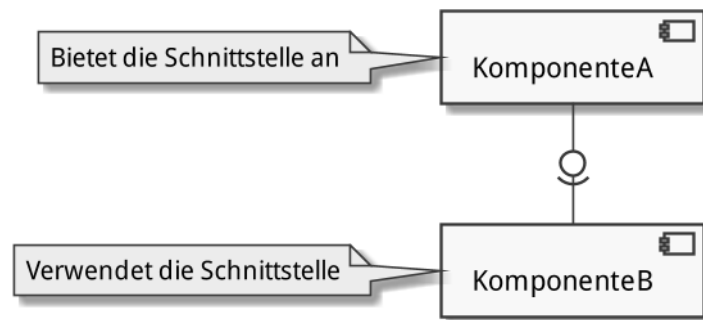 Bietet die Schnittstelle an
KomponenteA
Verwendet die Schnittstelle
KomponenteB